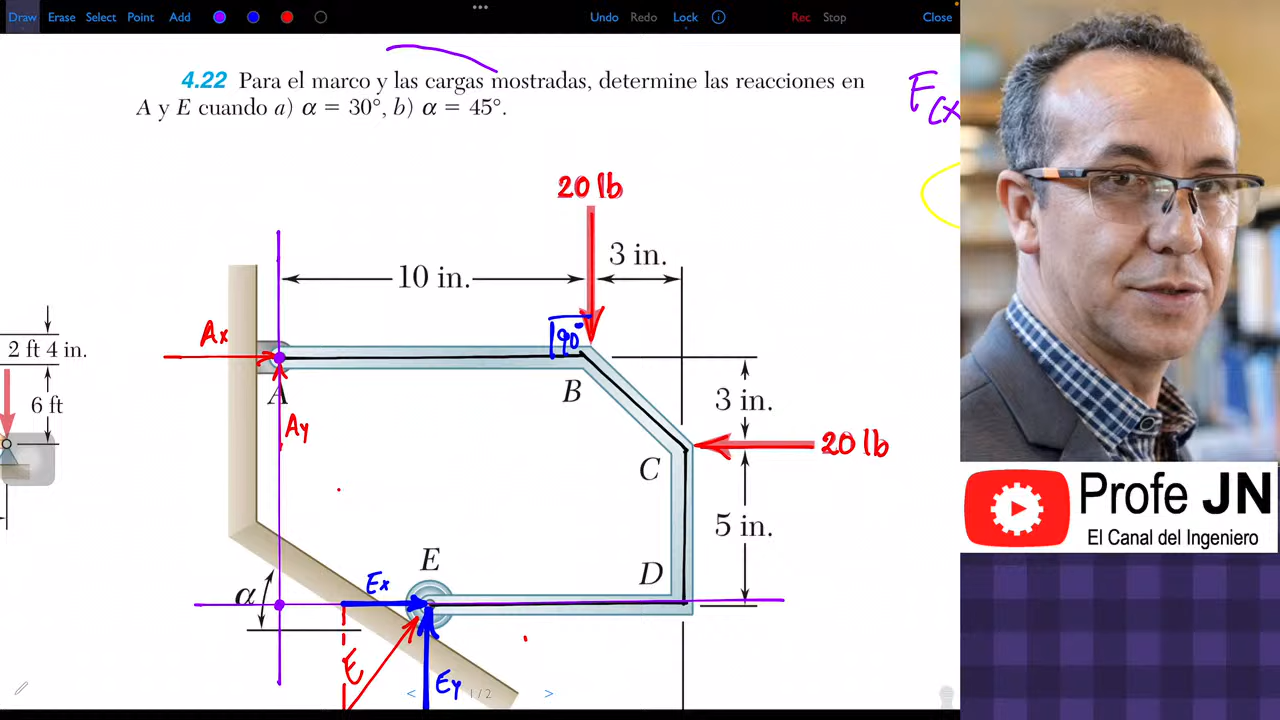 Draw Erase Select Point Add Undo Redo Lock Rec Stop Close
4.22 Para el marco y las cargas mostradas, determine las reacciones en
A y E cuando a) α = 30°, b) α = 45°.
20 lb
3 in.
10 in.
Ax
90°
2 ft 4 in.
A
B
3 in.
6 ft
Ay
20 lb
C
5 in.
E
D
Ex
α
E
Ey
< 1/2 >
Profe JN
El Canal del Ingeniero